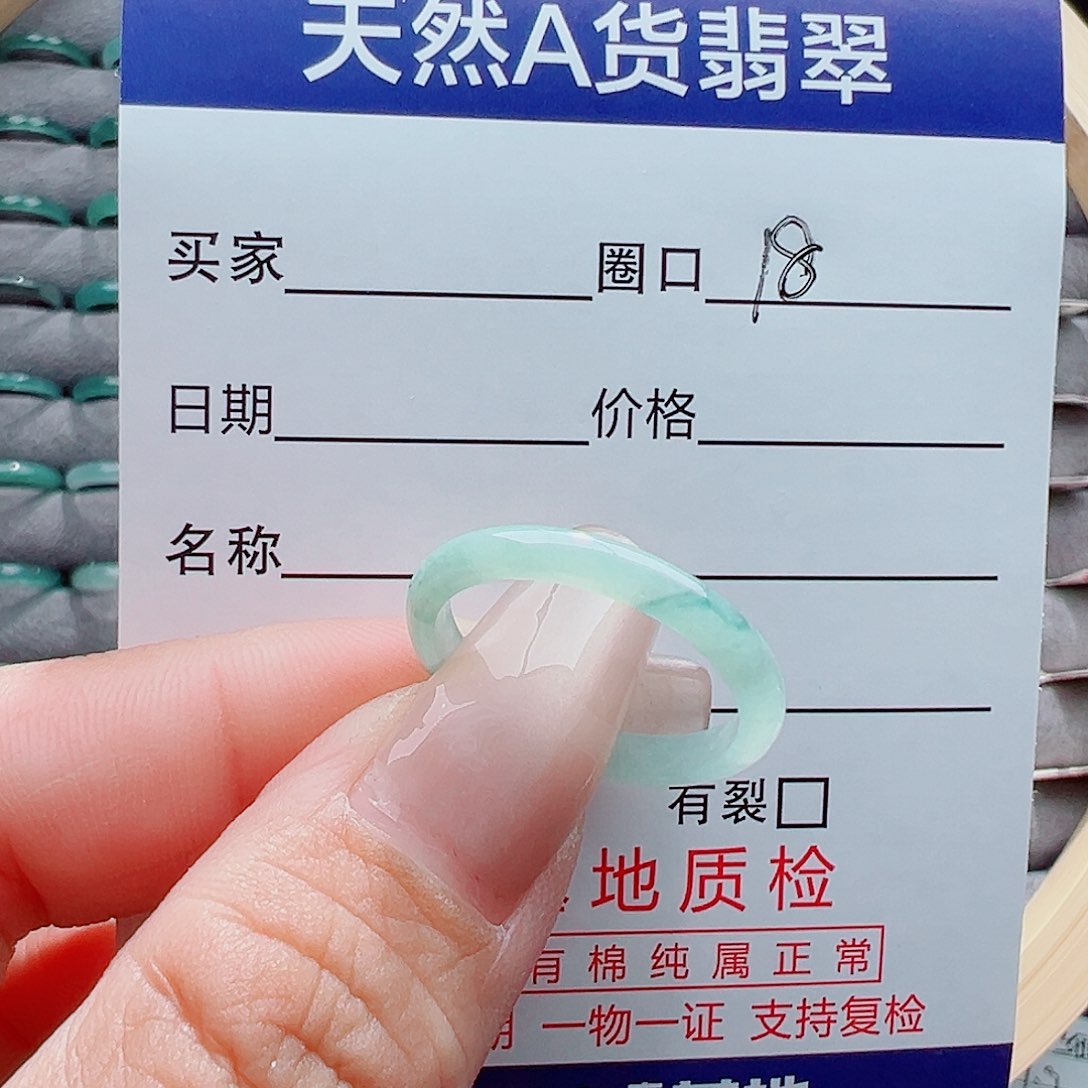 天然A货翡翠
买家 圈口 18
日期 价格
名称
有裂
地质检
有棉纯属正常
一物一证 支持复检